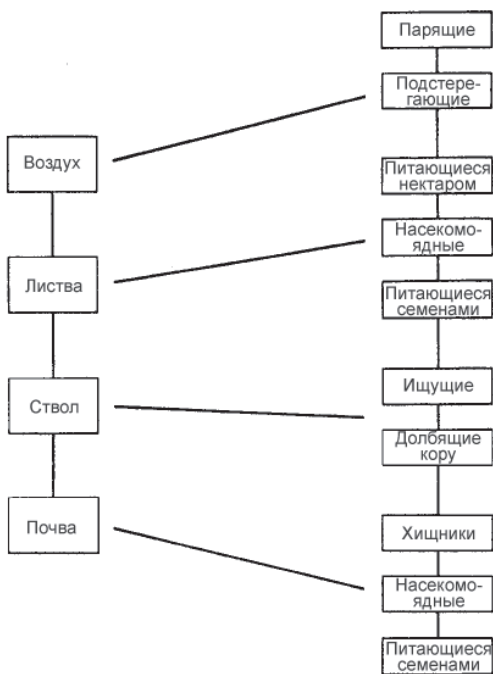 Парящие
Подстере-
гающие
Воздух
Питающиеся
нектаром
Насекомо-
ядные
Листва
Питающиеся
семенами
Ищущие
Ствол
Долбящие
кору
Почва
Хищники
Насекомо-
ядные
Питающиеся
семенами